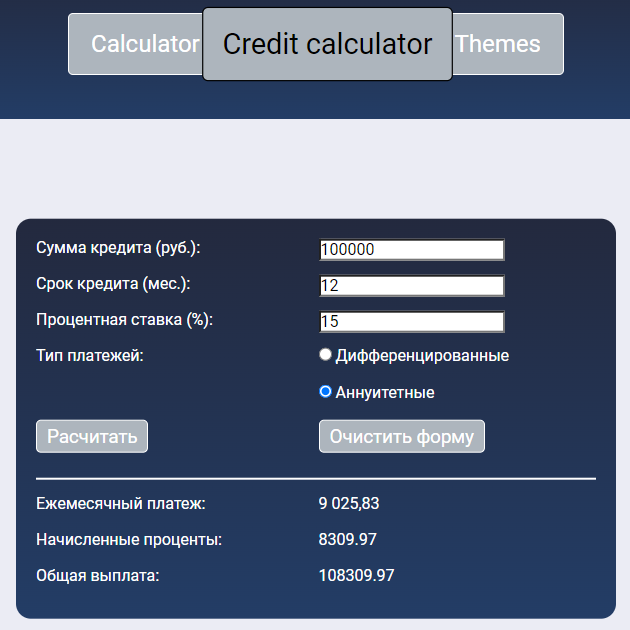 Calculator Credit calculator Themes
Сумма кредита (руб.): 100000
Срок кредита (мес.): 12
Процентная ставка (%): 15
Тип платежей: Дифференцированные
Аннуитетные
Расчитать Очистить форму
Ежемесячный платеж: 9 025,83
Начисленные проценты: 8309.97
Общая выплата: 108309.97